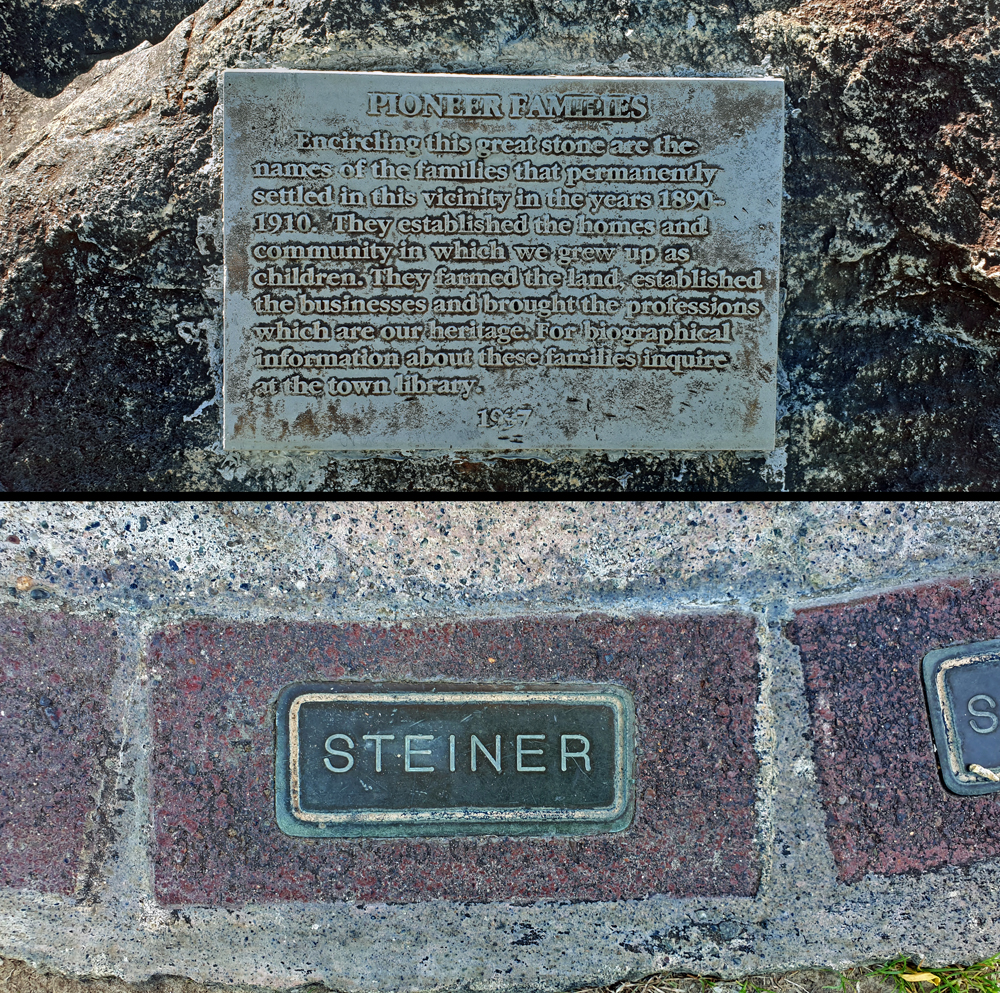 PIONEER FAMILIES
Encircling this great stone are the
names of the families that permanently
settled in this vicinity in the years 1890-
1910. They established the homes and
community in which we grew up as
children. They farmed the land, established
the businesses and brought the professions
which are our heritage. For biographical
information about these families inquire
at the town library.
STEINER
S